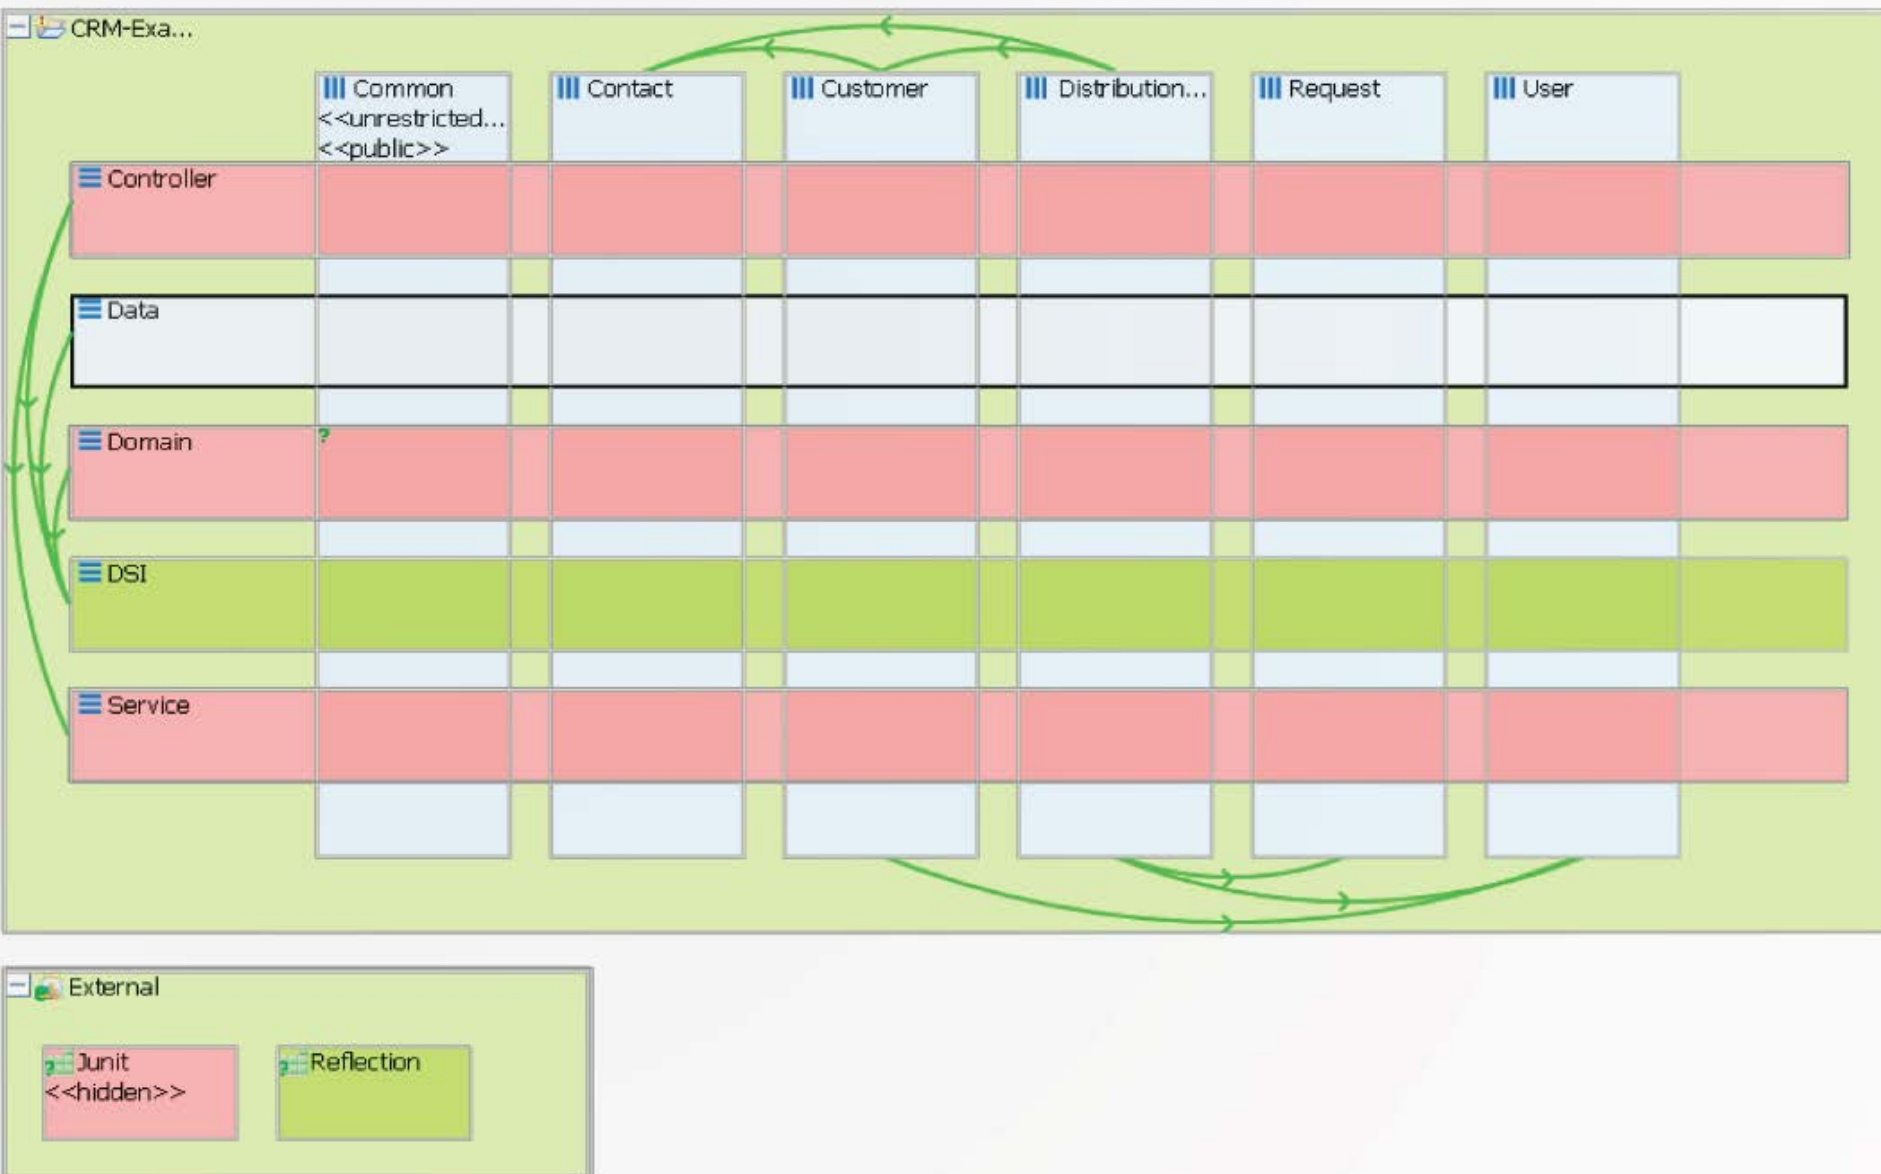 CRM-Exa...
Common
<<unrestricted...
<<public>>
Contact
Customer
Distribution...
Request
User
Controller
Data
Domain
?
DSI
Service
External
Junit
<<hidden>>
Reflection